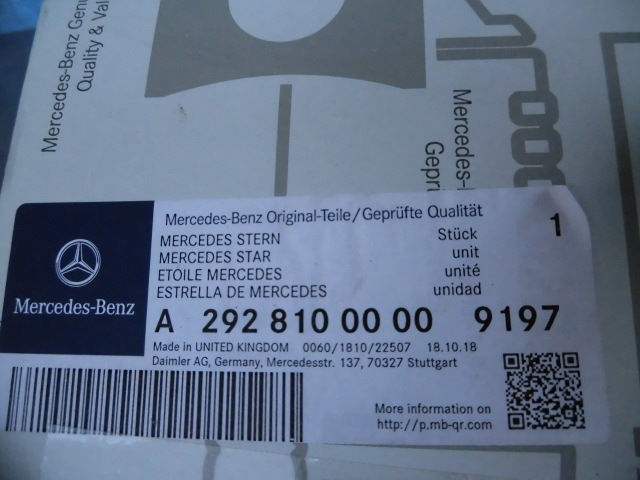 Mercedes-Benz Genu
Quality & Val
Mercedes-
Geprü
Mercedes-Benz
Mercedes-Benz Original-Teile/Geprüfte Qualität
MERCEDES STERN Stück 1
MERCEDES STAR unit
ETOILE MERCEDES unité
ESTRELLA DE MERCEDES unidad
A 292 810 00 00 9197
Made in UNITED KINGDOM 0060/1810/22507 18.10.18
Daimler AG, Germany, Mercedesstr. 137, 70327 Stuttgart
More information on
http://p.mb-qr.com